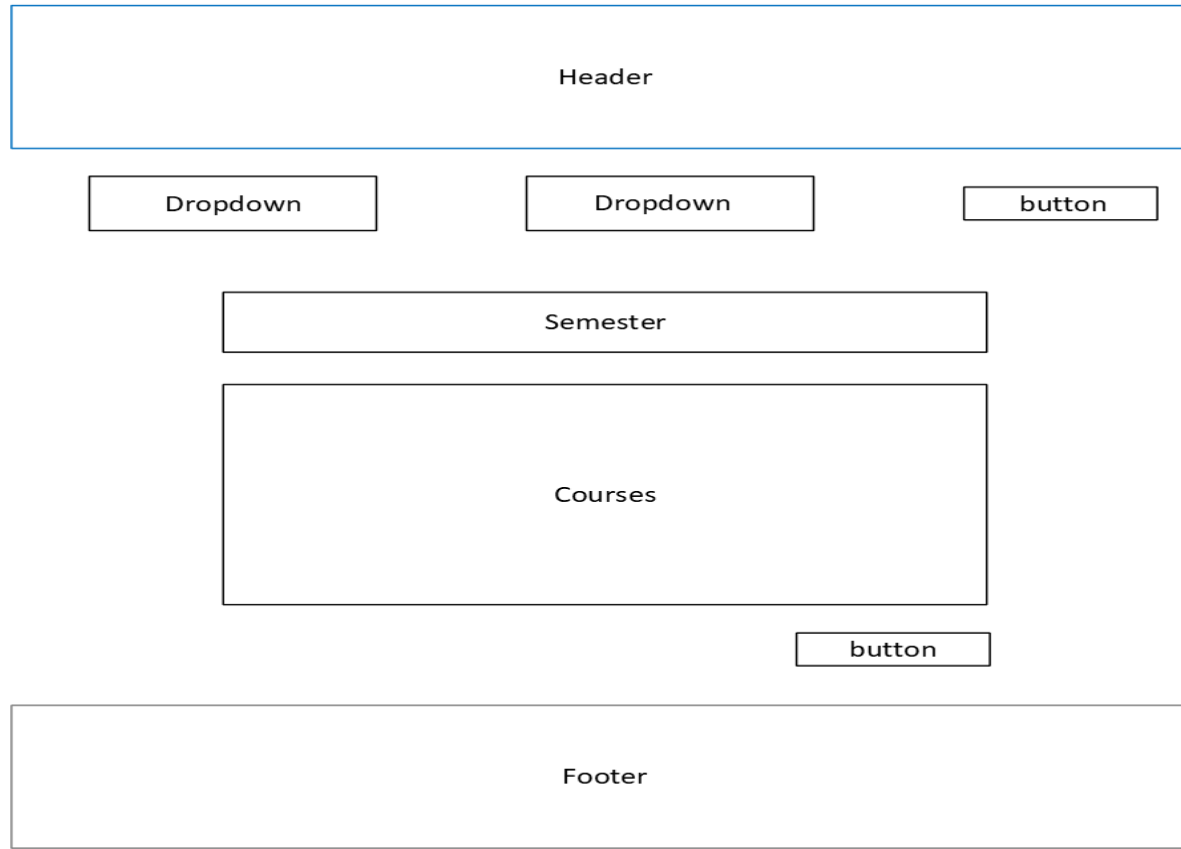 Header
Dropdown
Dropdown
button
Semester
Courses
button
Footer